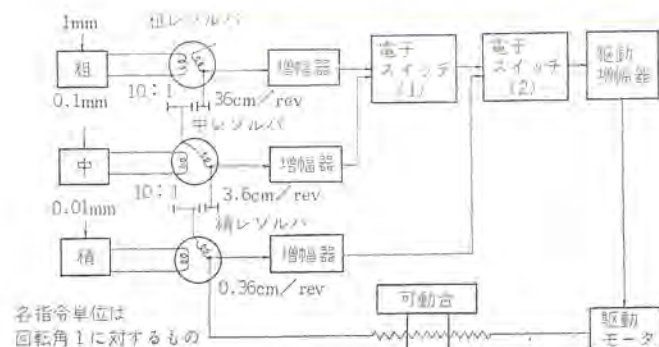 1mm
粗レゾルバ
粗
増幅器
電子
スイッチ
(1)
電子
スイッチ
(2)
駆動
増幅器
0.1mm
10:1
36cm/rev
中レゾルバ
中
増幅器
10:1
3.6cm/rev
0.01mm
精レゾルバ
積
増幅器
0.36cm/rev
可動台
各指令単位は
回転角1に対するもの
駆動
モータ